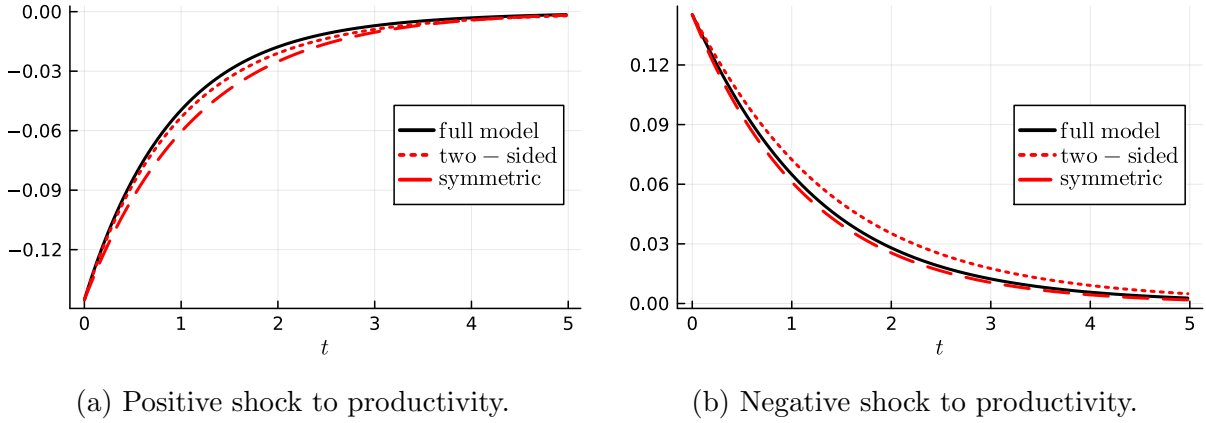 0.00
−0.03
−0.06
−0.09
−0.12
0 1 2 3 4 5
t
full model
two − sided
symmetric
(a) Positive shock to productivity.
0.12
0.09
0.06
0.03
0.00
0 1 2 3 4 5
t
full model
two − sided
symmetric
(b) Negative shock to productivity.